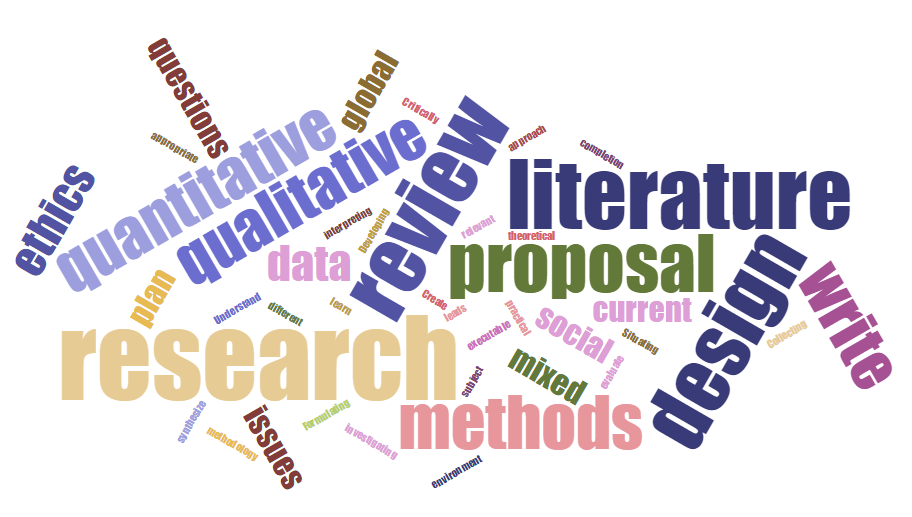 questions
global
Critically
appropriate
quantitative
qualitative
review
approach
completion
ethics
literature
interpreting
Developing
relevant
theoretical
data
proposal
design
plan
write
Understand
different
learn
Create
leads
practical
current
executable
social
Situating
Collecting
research
mixed
evaluate
subject
synthesize
methodology
issues
Formulating
investigating
methods
environment